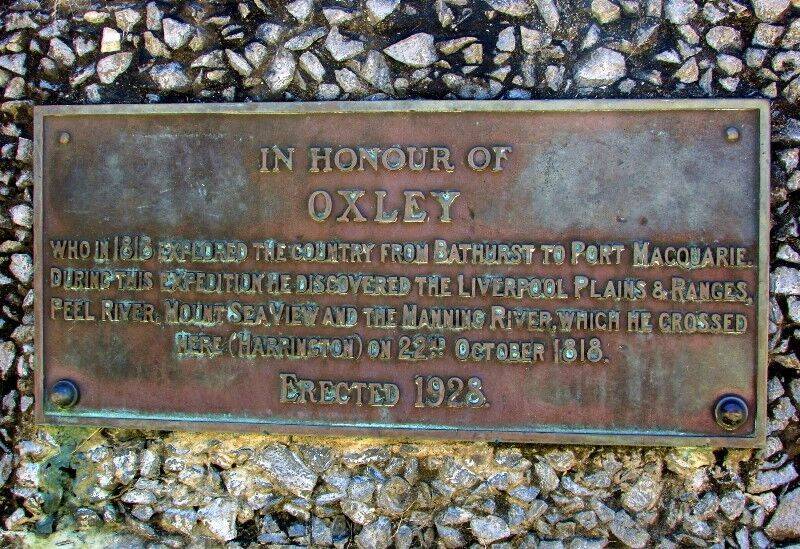 IN HONOUR OF
OXLEY
WHO IN 1818 EXPLORED THE COUNTRY FROM BATHURST TO PORT MACQUARIE.
DURING THIS EXPEDITION HE DISCOVERED THE LIVERPOOL PLAINS & RANGES,
PEEL RIVER, MOUNT SEA VIEW AND THE MANNING RIVER, WHICH HE CROSSED
HERE (HARRINGTON) ON 22ND OCTOBER 1818.
ERECTED 1928.